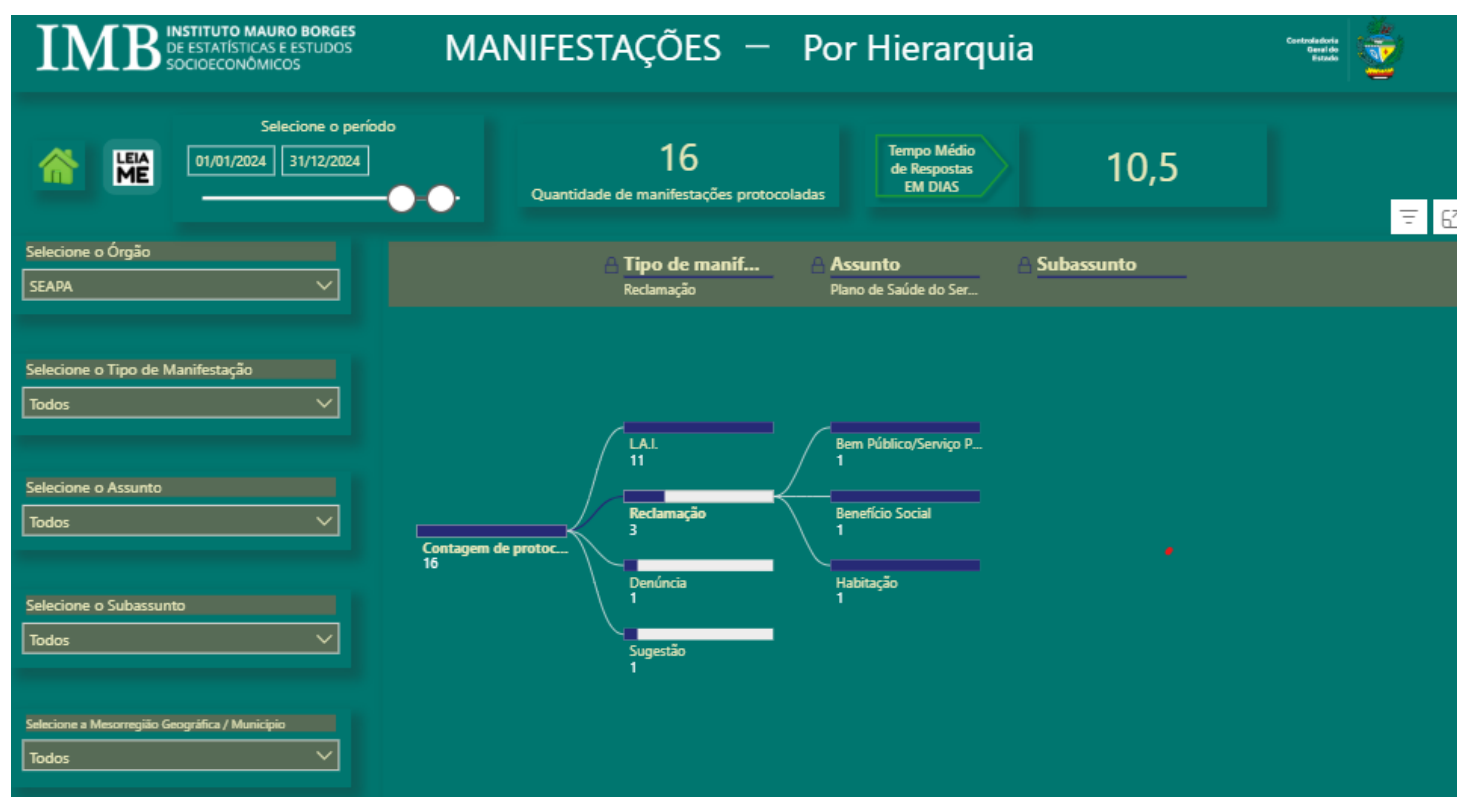 IMB
INSTITUTO MAURO BORGES
DE ESTATÍSTICAS E ESTUDOS
SOCIOECONÔMICOS
MANIFESTAÇÕES — Por Hierarquia
Controladoria
Geral do
Estado
LEIA
ME
Selecione o período
01/01/2024 31/12/2024
16
Quantidade de manifestações protocoladas
Tempo Médio
de Respostas
EM DIAS
10,5
Selecione o Órgão
SEAPA
Selecione o Tipo de Manifestação
Todos
Selecione o Assunto
Todos
Selecione o Subassunto
Todos
Selecione a Mesorregião Geográfica / Município
Todos
Tipo de manif...
Reclamação
Assunto
Plano de Saúde do Ser...
Subassunto
Contagem de protoc...
16
L.A.I.
11
Reclamação
3
Denúncia
1
Sugestão
1
Bem Público/Serviço P...
1
Benefício Social
1
Habitação
1